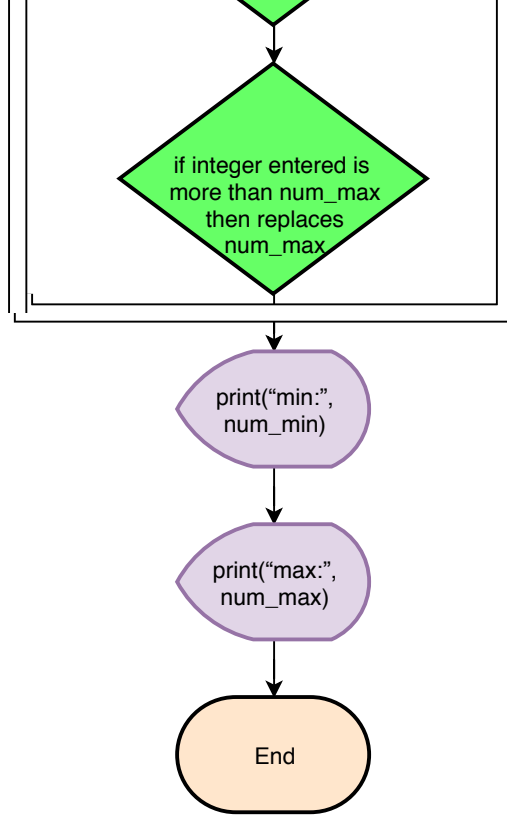 if integer entered is
more than num_max
then replaces
num_max
print(“min:”,
num_min)
print(“max:”,
num_max)
End